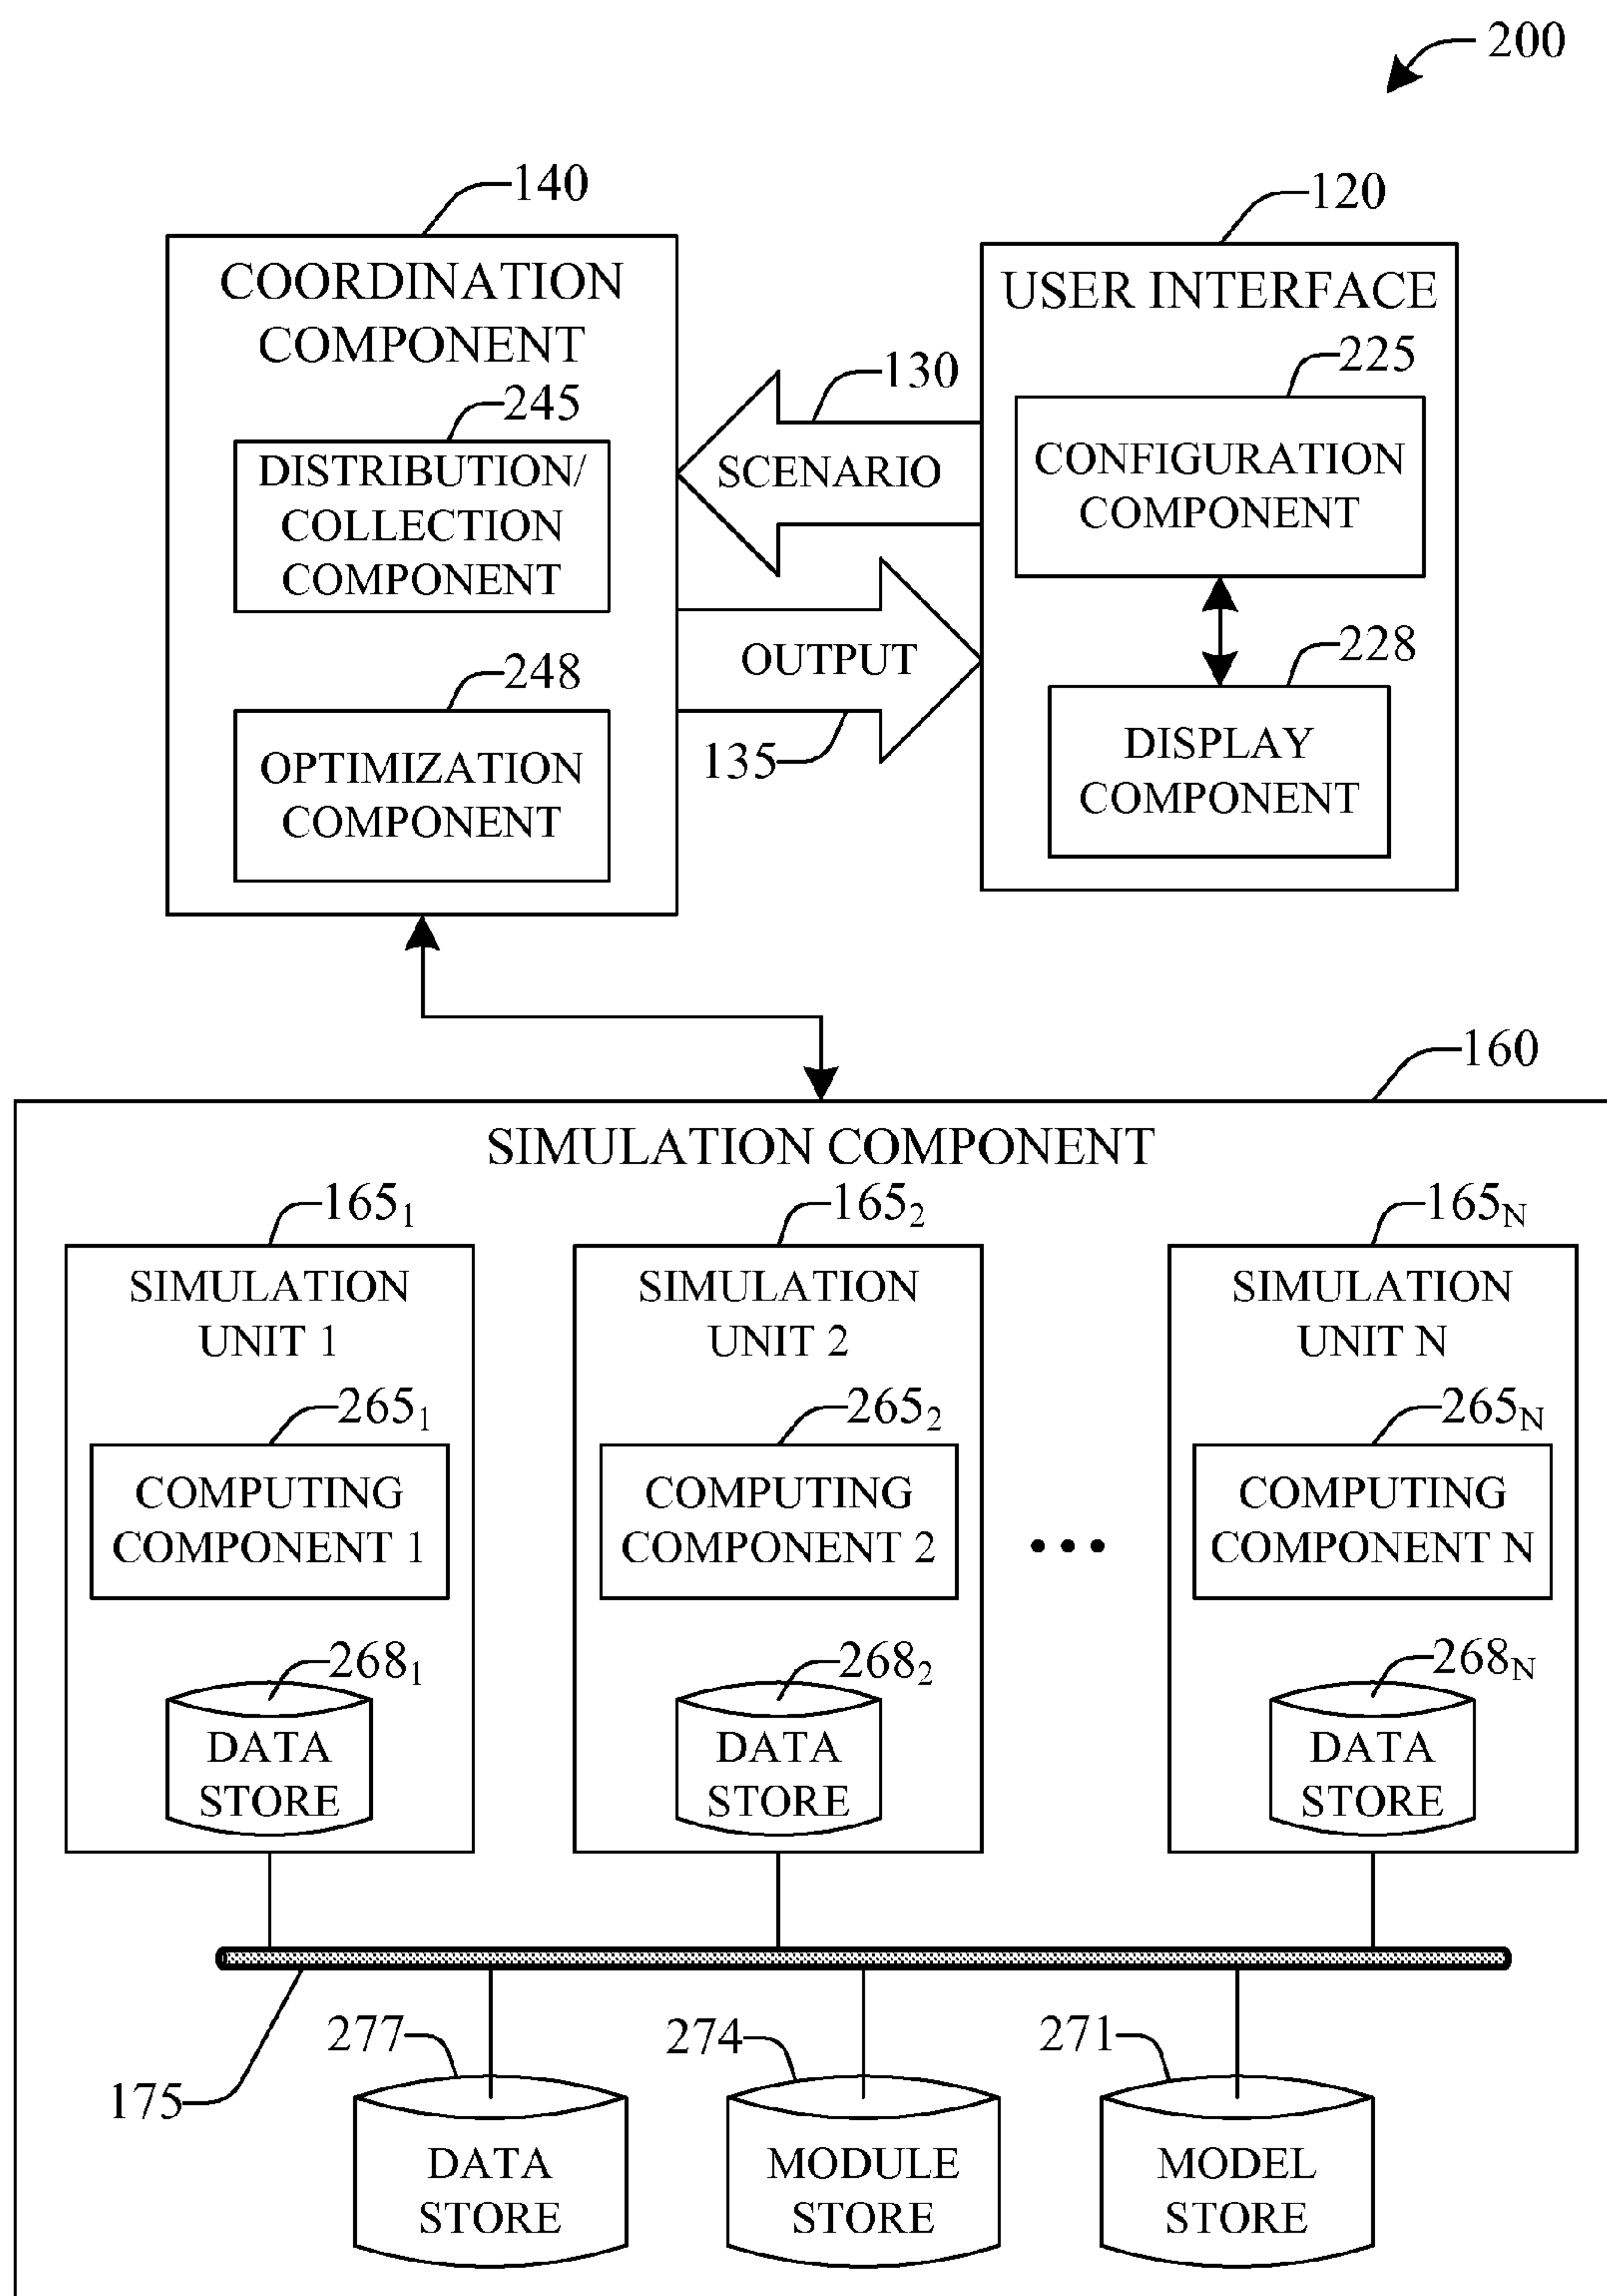 200
140
COORDINATION
COMPONENT
245
DISTRIBUTION/
COLLECTION
COMPONENT
248
OPTIMIZATION
COMPONENT
130
SCENARIO
OUTPUT
135
120
USER INTERFACE
225
CONFIGURATION
COMPONENT
228
DISPLAY
COMPONENT
160
SIMULATION COMPONENT
165₁
SIMULATION
UNIT 1
265₁
COMPUTING
COMPONENT 1
268₁
DATA
STORE
165₂
SIMULATION
UNIT 2
265₂
COMPUTING
COMPONENT 2
268₂
DATA
STORE
• • •
165N
SIMULATION
UNIT N
265N
COMPUTING
COMPONENT N
268N
DATA
STORE
175
277
DATA
STORE
274
MODULE
STORE
271
MODEL
STORE